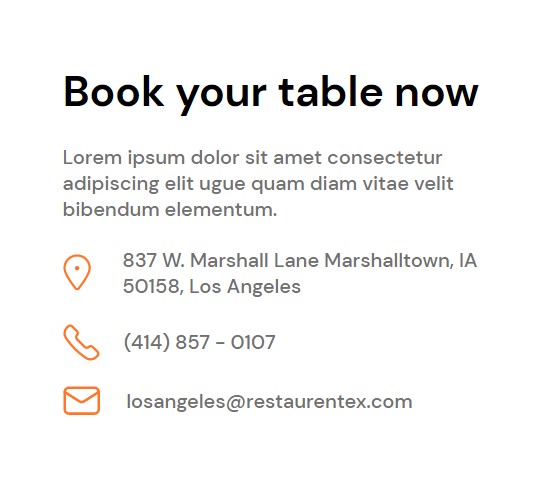 Book your table now
Lorem ipsum dolor sit amet consectetur
adipiscing elit ugue quam diam vitae velit
bibendum elementum.
837 W. Marshall Lane Marshalltown, IA
50158, Los Angeles
(414) 857 - 0107
losangeles@restaurentex.com